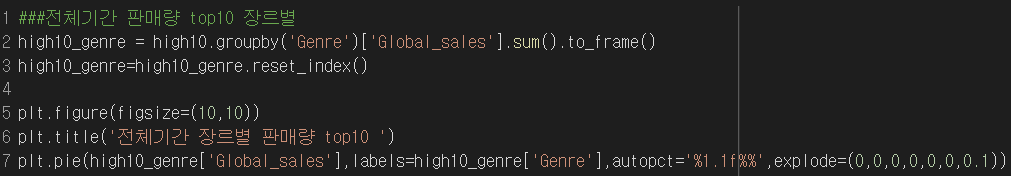 1 ###전체기간 판매량 top10 장르별
2 high10_genre = high10.groupby('Genre')['Global_sales'].sum().to_frame()
3 high10_genre=high10_genre.reset_index()
4
5 plt.figure(figsize=(10,10))
6 plt.title('전체기간 장르별 판매량 top10 ')
7 plt.pie(high10_genre['Global_sales'],labels=high10_genre['Genre'],autopct='%1.1f%%',explode=(0,0,0,0,0,0,0.1))